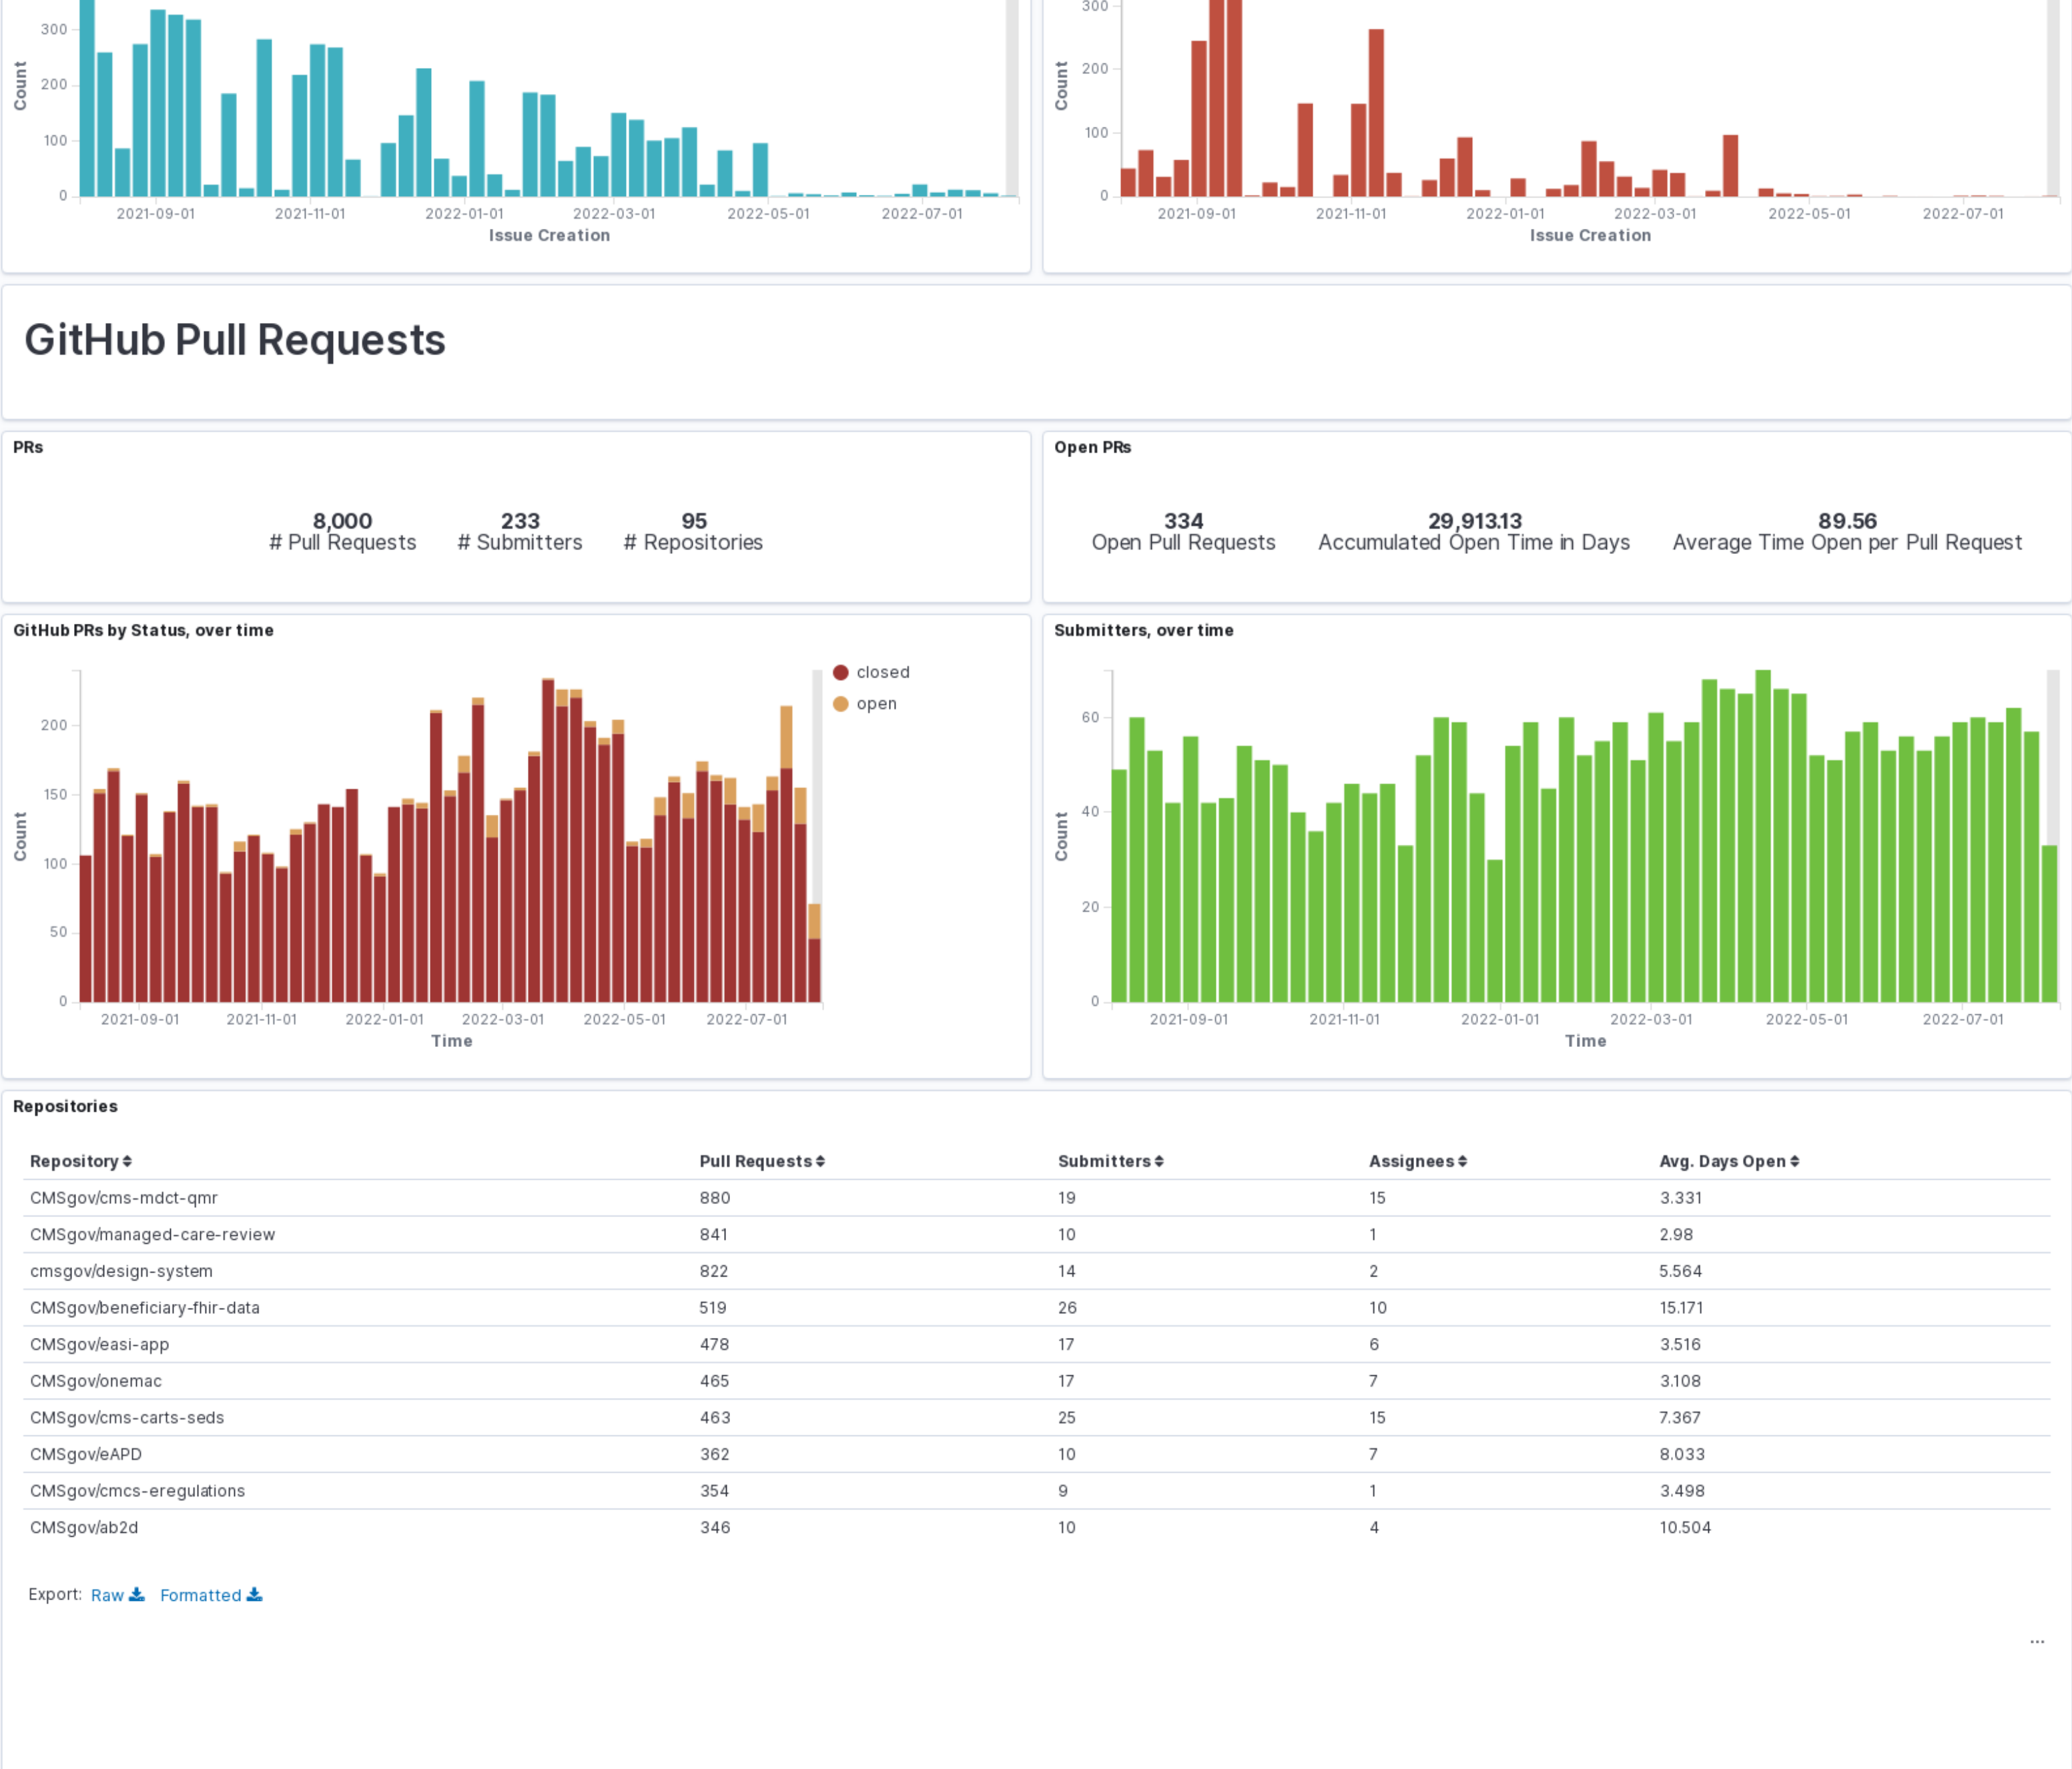 300
200
100
0
Count
2021-09-01 2021-11-01 2022-01-01 2022-03-01 2022-05-01 2022-07-01
Issue Creation
300
200
100
0
Count
2021-09-01 2021-11-01 2022-01-01 2022-03-01 2022-05-01 2022-07-01
Issue Creation
GitHub Pull Requests
PRs
8,000 233 95
# Pull Requests # Submitters # Repositories
Open PRs
334 29,913.13 89.56
Open Pull Requests Accumulated Open Time in Days Average Time Open per Pull Request
GitHub PRs by Status, over time
200
150
100
50
0
Count
2021-09-01 2021-11-01 2022-01-01 2022-03-01 2022-05-01 2022-07-01
Time
closed
open
Submitters, over time
60
40
20
0
Count
2021-09-01 2021-11-01 2022-01-01 2022-03-01 2022-05-01 2022-07-01
Time
Repositories
Repository Pull Requests Submitters Assignees Avg. Days Open
CMSgov/cms-mdct-qmr 880 19 15 3.331
CMSgov/managed-care-review 841 10 1 2.98
cmsgov/design-system 822 14 2 5.564
CMSgov/beneficiary-fhir-data 519 26 10 15.171
CMSgov/easi-app 478 17 6 3.516
CMSgov/onemac 465 17 7 3.108
CMSgov/cms-carts-seds 463 25 15 7.367
CMSgov/eAPD 362 10 7 8.033
CMSgov/cmcs-eregulations 354 9 1 3.498
CMSgov/ab2d 346 10 4 10.504
Export: Raw Formatted
...